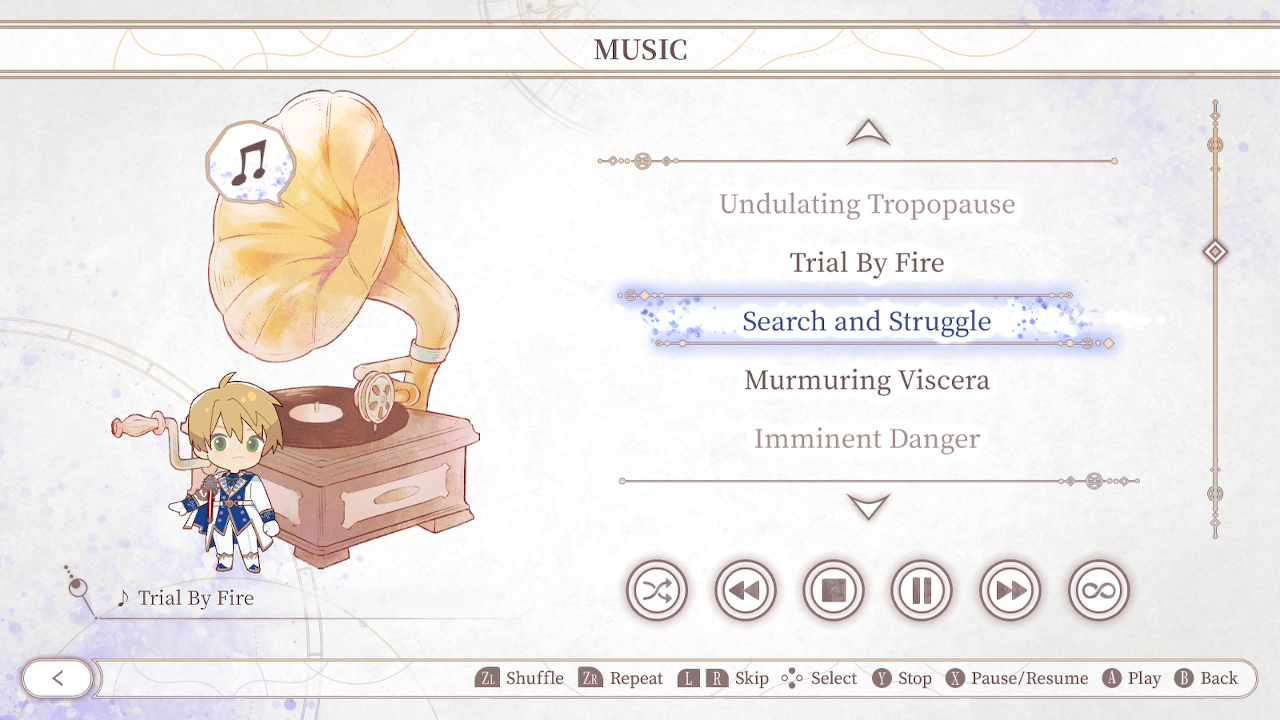 MUSIC
Undulating Tropopause
Trial By Fire
Search and Struggle
Murmuring Viscera
Imminent Danger
♪ Trial By Fire
ZL Shuffle ZR Repeat L R Skip Select Y Stop X Pause/Resume A Play B Back